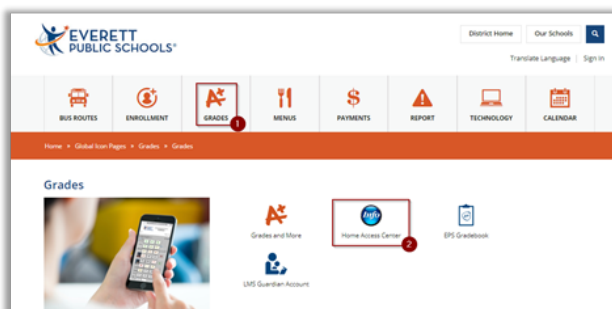 EVERETT
PUBLIC SCHOOLS®
District Home Our Schools
Translate Language | Sign In
BUS ROUTES ENROLLMENT GRADES MENUS PAYMENTS REPORT TECHNOLOGY CALENDAR
1
Home > Global Icon Pages > Grades > Grades
Grades
A+ Grades and More
Info
Home Access Center
2
EPS Gradebook
LMS Guardian Account